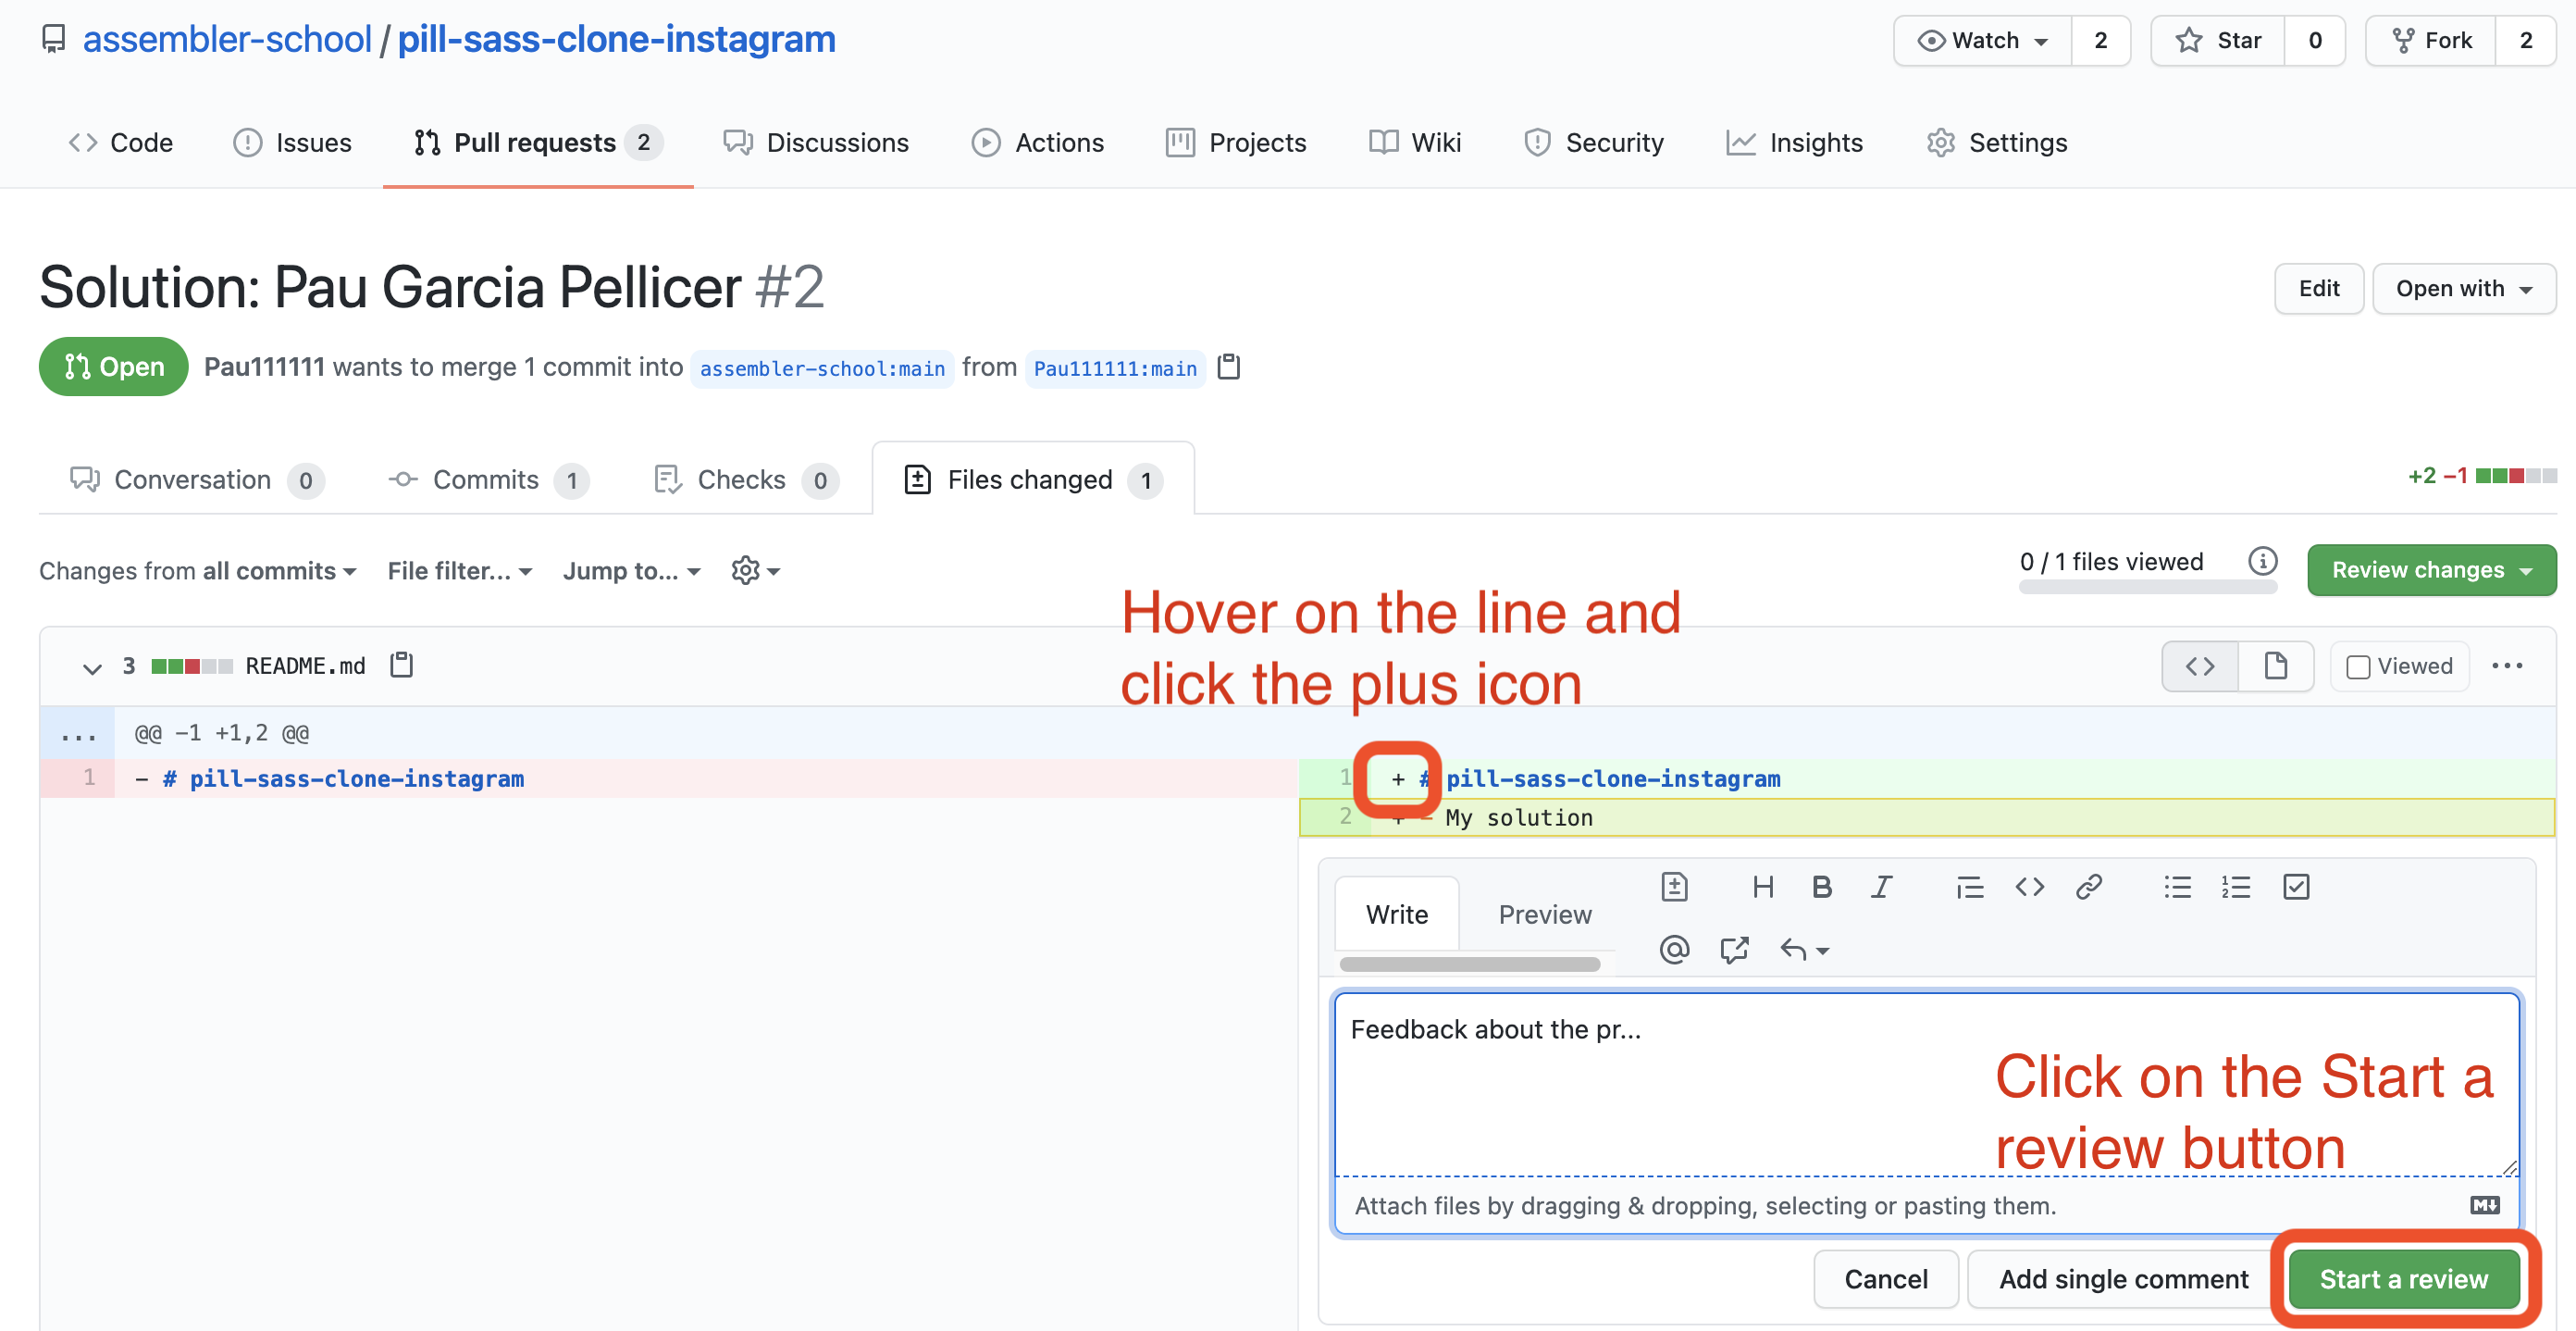 assembler-school / pill-sass-clone-instagram
Watch 2 Star 0 Fork 2
Code Issues Pull requests 2 Discussions Actions Projects Wiki Security Insights Settings
Solution: Pau Garcia Pellicer #2
Edit Open with
Open Pau111111 wants to merge 1 commit into assembler-school:main from Pau111111:main
Conversation 0 Commits 1 Checks 0 Files changed 1
+2 −1
Changes from all commits File filter... Jump to...
0 / 1 files viewed
Review changes
Hover on the line and
click the plus icon
3 README.md
Viewed
... @@ -1 +1,2 @@
1 - # pill-sass-clone-instagram
1 + # pill-sass-clone-instagram
2 + - My solution
Write Preview
Feedback about the pr...
Click on the Start a
review button
Attach files by dragging & dropping, selecting or pasting them.
Cancel Add single comment Start a review